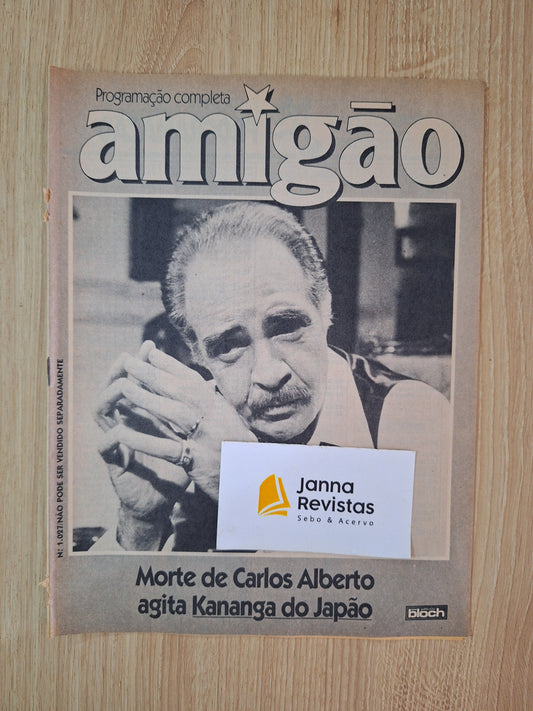 Programação completa
amigão
Nº 1.027/NÃO PODE SER VENDIDO SEPARADAMENTE
Janna
Revistas
Sebo & Acervo
Morte de Carlos Alberto
agita Kananga do Japão
bloch